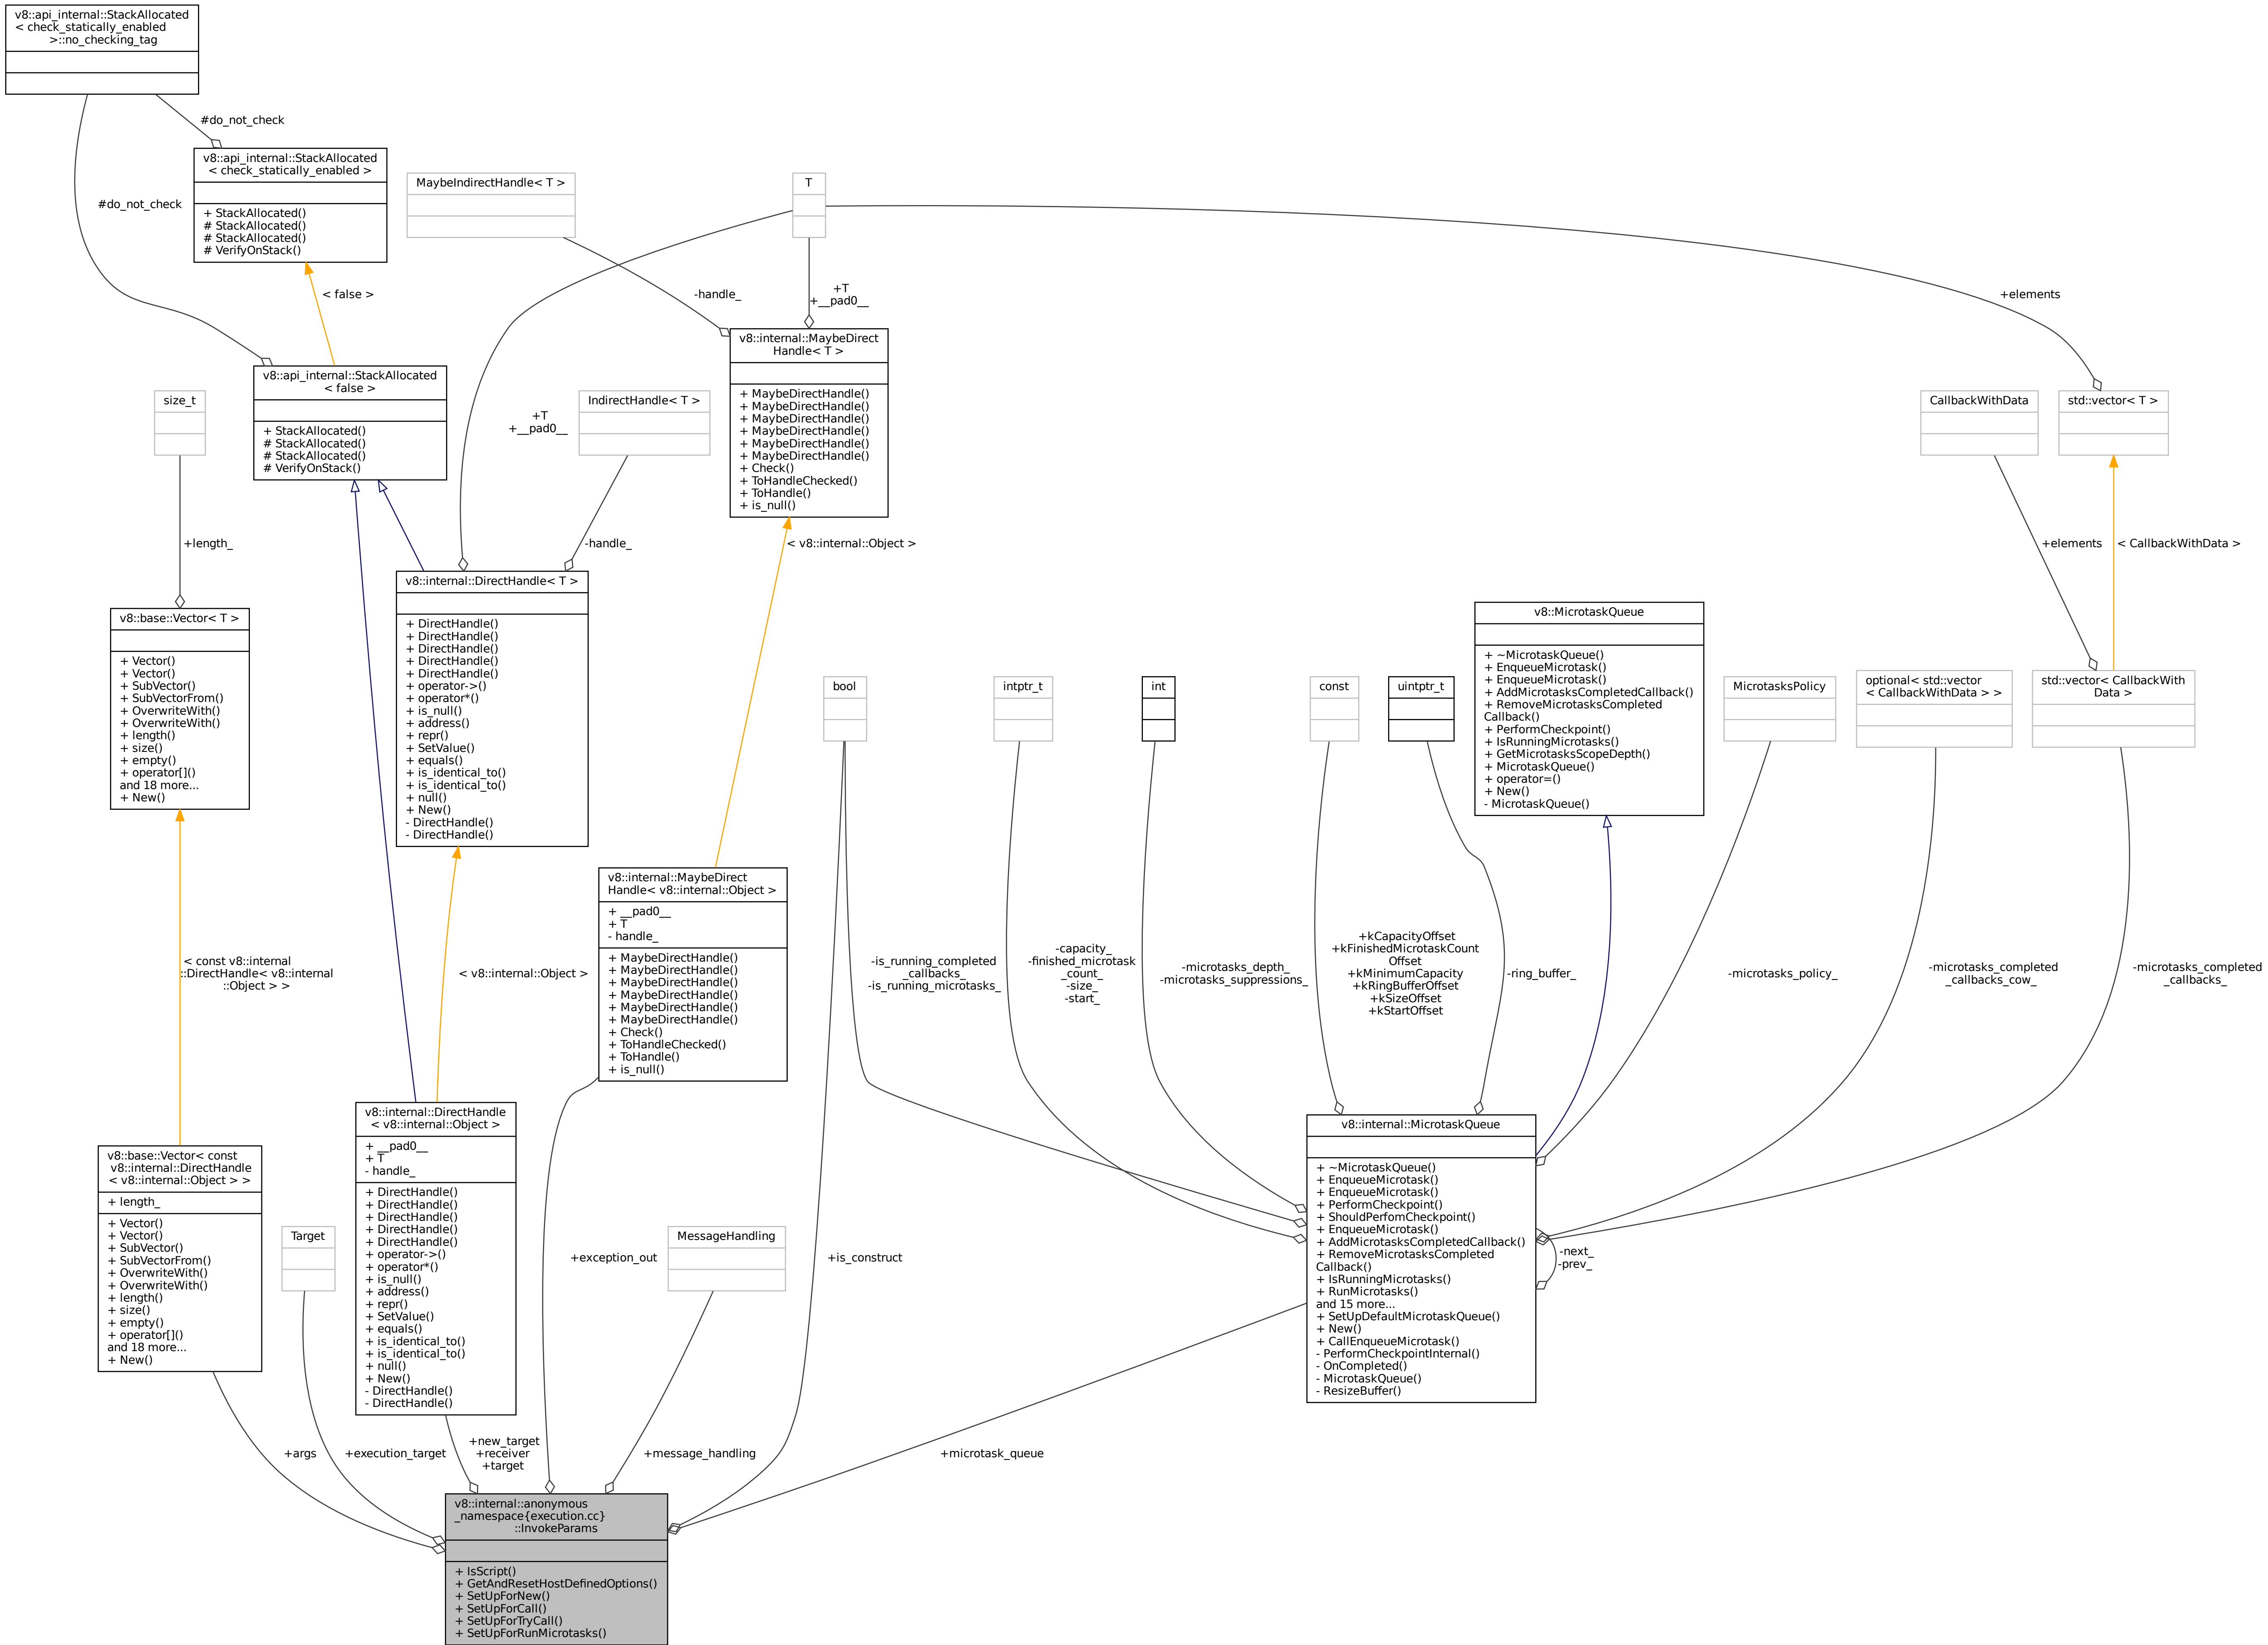 v8::api_internal::StackAllocated
< check_statically_enabled
>::no_checking_tag
#do_not_check
v8::api_internal::StackAllocated
< check_statically_enabled >
+ StackAllocated()
# StackAllocated()
# StackAllocated()
# VerifyOnStack()
#do_not_check
MaybeIndirectHandle< T >
T
< false >
-handle_
+T
+__pad0__
+elements
v8::internal::MaybeDirect
Handle< T >
+ MaybeDirectHandle()
+ MaybeDirectHandle()
+ MaybeDirectHandle()
+ MaybeDirectHandle()
+ MaybeDirectHandle()
+ MaybeDirectHandle()
+ Check()
+ ToHandleChecked()
+ ToHandle()
+ is_null()
v8::api_internal::StackAllocated
< false >
+ StackAllocated()
# StackAllocated()
# StackAllocated()
# VerifyOnStack()
size_t
+T
+__pad0__
IndirectHandle< T >
CallbackWithData
std::vector< T >
+length_
-handle_
< v8::internal::Object >
+elements
< CallbackWithData >
v8::base::Vector< T >
+ Vector()
+ Vector()
+ SubVector()
+ SubVectorFrom()
+ OverwriteWith()
+ OverwriteWith()
+ length()
+ size()
+ empty()
+ operator[]()
and 18 more...
+ New()
v8::internal::DirectHandle< T >
+ DirectHandle()
+ DirectHandle()
+ DirectHandle()
+ DirectHandle()
+ DirectHandle()
+ operator->()
+ operator*()
+ is_null()
+ address()
+ repr()
+ SetValue()
+ equals()
+ is_identical_to()
+ is_identical_to()
+ null()
+ New()
- DirectHandle()
- DirectHandle()
bool
intptr_t
int
const
uintptr_t
v8::MicrotaskQueue
+ ~MicrotaskQueue()
+ EnqueueMicrotask()
+ EnqueueMicrotask()
+ AddMicrotasksCompletedCallback()
+ RemoveMicrotasksCompleted
Callback()
+ PerformCheckpoint()
+ IsRunningMicrotasks()
+ GetMicrotasksScopeDepth()
+ MicrotaskQueue()
+ operator=()
+ New()
- MicrotaskQueue()
MicrotasksPolicy
optional< std::vector
< CallbackWithData > >
std::vector< CallbackWith
Data >
v8::internal::MaybeDirect
Handle< v8::internal::Object >
+ __pad0__
+ T
- handle_
+ MaybeDirectHandle()
+ MaybeDirectHandle()
+ MaybeDirectHandle()
+ MaybeDirectHandle()
+ MaybeDirectHandle()
+ MaybeDirectHandle()
+ Check()
+ ToHandleChecked()
+ ToHandle()
+ is_null()
< const v8::internal
::DirectHandle< v8::internal
::Object > >
< v8::internal::Object >
-is_running_completed
_callbacks_
-is_running_microtasks_
-capacity_
-finished_microtask
_count_
-size_
-start_
-microtasks_depth_
-microtasks_suppressions_
+kCapacityOffset
+kFinishedMicrotaskCount
Offset
+kMinimumCapacity
+kRingBufferOffset
+kSizeOffset
+kStartOffset
-ring_buffer_
-microtasks_policy_
-microtasks_completed
_callbacks_cow_
-microtasks_completed
_callbacks_
v8::base::Vector< const
v8::internal::DirectHandle
< v8::internal::Object > >
+ length_
+ Vector()
+ Vector()
+ SubVector()
+ SubVectorFrom()
+ OverwriteWith()
+ OverwriteWith()
+ length()
+ size()
+ empty()
+ operator[]()
and 18 more...
+ New()
Target
v8::internal::DirectHandle
< v8::internal::Object >
+ __pad0__
+ T
- handle_
+ DirectHandle()
+ DirectHandle()
+ DirectHandle()
+ DirectHandle()
+ DirectHandle()
+ operator->()
+ operator*()
+ is_null()
+ address()
+ repr()
+ SetValue()
+ equals()
+ is_identical_to()
+ is_identical_to()
+ null()
+ New()
- DirectHandle()
- DirectHandle()
+exception_out
MessageHandling
+is_construct
v8::internal::MicrotaskQueue
+ ~MicrotaskQueue()
+ EnqueueMicrotask()
+ EnqueueMicrotask()
+ PerformCheckpoint()
+ ShouldPerfomCheckpoint()
+ EnqueueMicrotask()
+ AddMicrotasksCompletedCallback()
+ RemoveMicrotasksCompleted
Callback()
+ IsRunningMicrotasks()
+ RunMicrotasks()
and 15 more...
+ SetUpDefaultMicrotaskQueue()
+ New()
+ CallEnqueueMicrotask()
- PerformCheckpointInternal()
- OnCompleted()
- MicrotaskQueue()
- ResizeBuffer()
-next_
-prev_
+args
+execution_target
+new_target
+receiver
+target
+message_handling
+microtask_queue
v8::internal::anonymous
_namespace{execution.cc}
::InvokeParams
+ IsScript()
+ GetAndResetHostDefinedOptions()
+ SetUpForNew()
+ SetUpForCall()
+ SetUpForTryCall()
+ SetUpForRunMicrotasks()